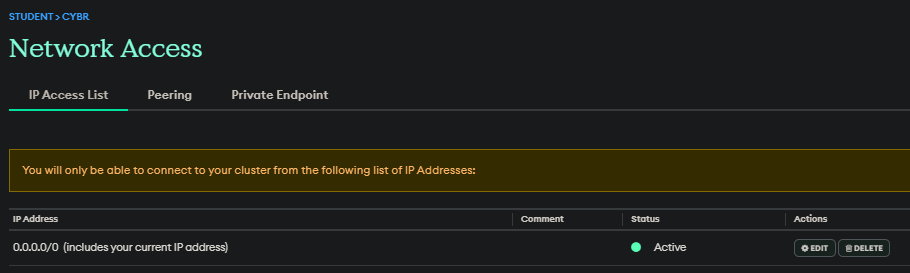 STUDENT > CYBR
Network Access
IP Access List Peering Private Endpoint
You will only be able to connect to your cluster from the following list of IP Addresses:
IP Address Comment Status Actions
0.0.0.0/0 (includes your current IP address) Active EDIT DELETE